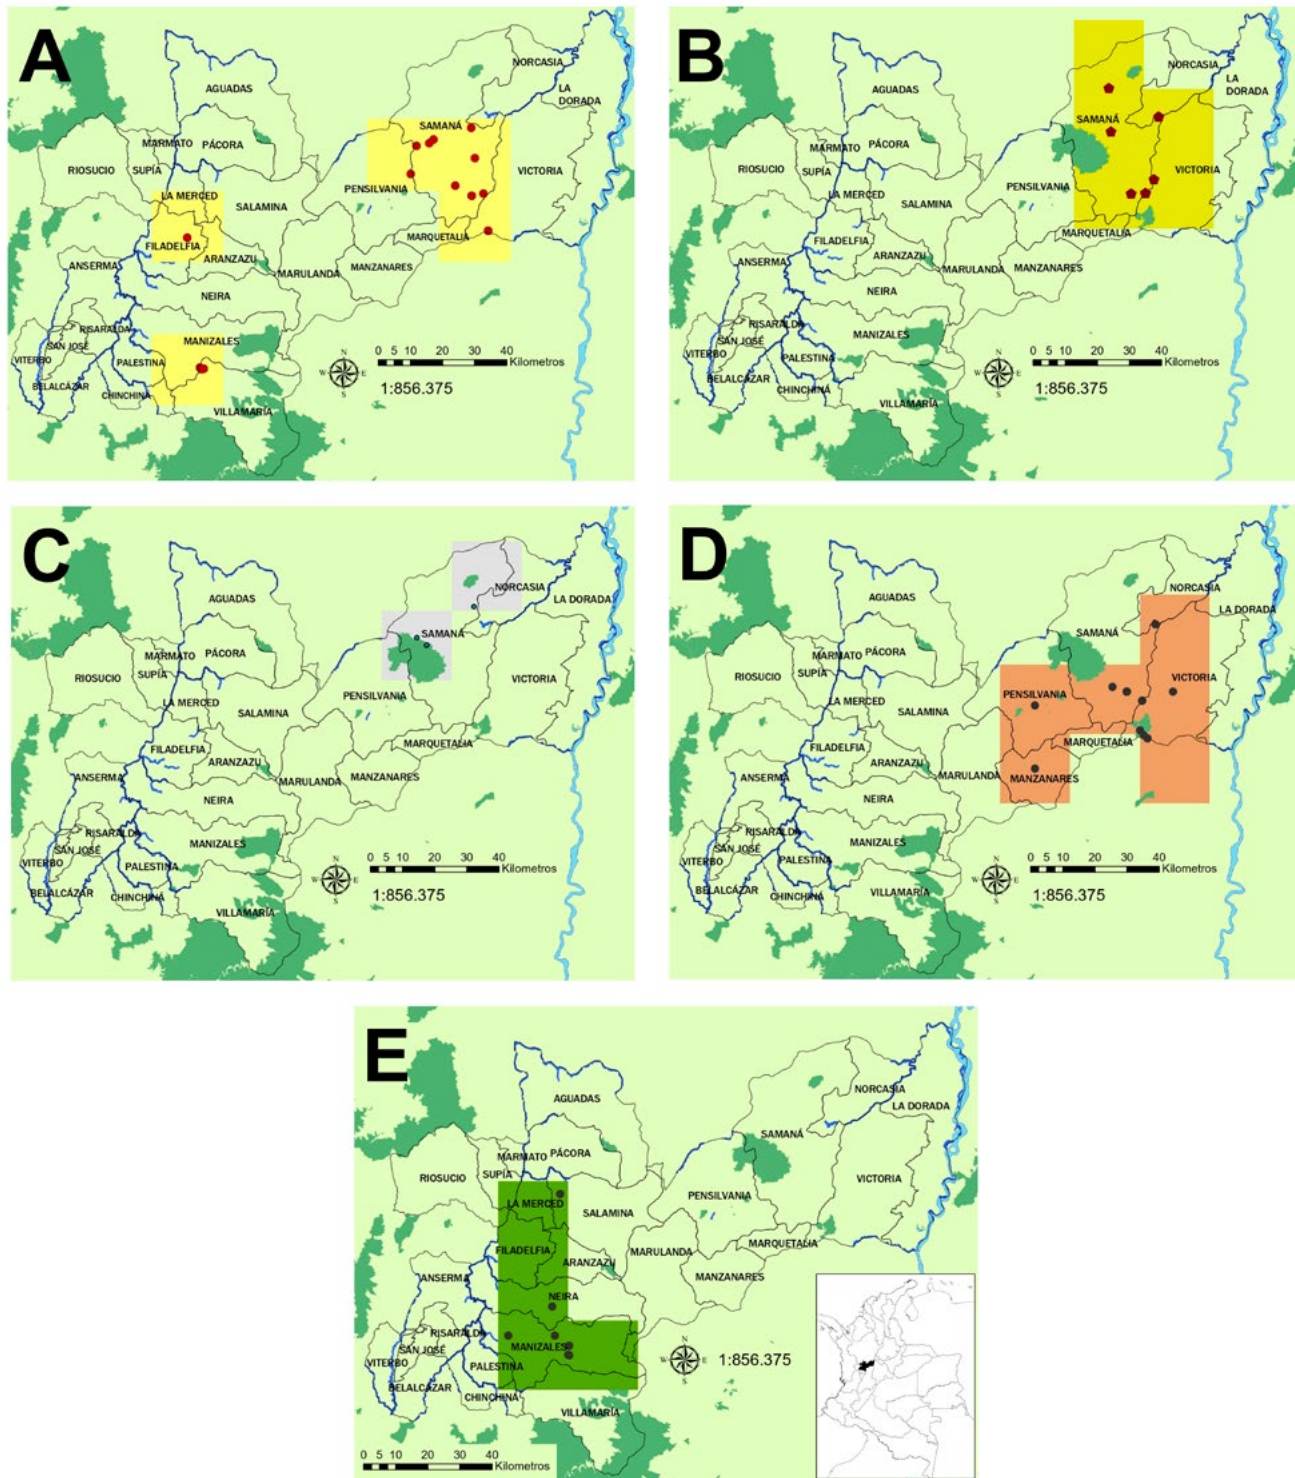 A
NORCASIA
LA
DORADA
AGUADAS
SAMANÁ
MARMATO
PÁCORA
RIOSUCIO
SUPÍA
VICTORIA
PENSILVANIA
LA MERCED
SALAMINA
MARQUETALIA
FILADELFIA
ARANZAZU
ANSERMA
MARULANDA
MANZANARES
NEIRA
RISARALDA
SAN JOSÉ
MANIZALES
VITERBO
PALESTINA
BELALCÁZAR
CHINCHINÁ
VILLAMARÍA
N
W
E
S
0 5 10 20 30 40
Kilometros
1:856.375
B
NORCASIA
LA
DORADA
AGUADAS
SAMANÁ
MARMATO
PÁCORA
RIOSUCIO
SUPÍA
VICTORIA
PENSILVANIA
LA MERCED
SALAMINA
MARQUETALIA
FILADELFIA
ARANZAZU
ANSERMA
MARULANDA
MANZANARES
NEIRA
RISARALDA
SAN JOSÉ
MANIZALES
VITERBO
PALESTINA
BELALCÁZAR
CHINCHINÁ
VILLAMARÍA
N
W
E
S
0 5 10 20 30 40
Kilometros
1:856.375
C
NORCASIA
LA DORADA
AGUADAS
SAMANÁ
MARMATO
PÁCORA
RIOSUCIO
SUPÍA
VICTORIA
PENSILVANIA
LA MERCED
SALAMINA
MARQUETALIA
FILADELFIA
ARANZAZU
ANSERMA
MARULANDA
MANZANARES
NEIRA
RISARALDA
SAN JOSÉ
MANIZALES
VITERBO
PALESTINA
BELALCÁZAR
CHINCHINÁ
VILLAMARÍA
N
W
E
S
0 5 10 20 30 40
Kilometros
1:856.375
D
NORCASIA
LA DORADA
AGUADAS
SAMANÁ
MARMATO
PÁCORA
RIOSUCIO
SUPÍA
VICTORIA
PENSILVANIA
LA MERCED
SALAMINA
MARQUETALIA
FILADELFIA
ARANZAZU
ANSERMA
MARULANDA
MANZANARES
NEIRA
RISARALDA
SAN JOSÉ
MANIZALES
VITERBO
PALESTINA
BELALCÁZAR
CHINCHINÁ
VILLAMARÍA
N
W
E
S
0 5 10 20 30 40
Kilometros
1:856.375
E
NORCASIA
LA DORADA
AGUADAS
SAMANÁ
MARMATO
PÁCORA
RIOSUCIO
SUPÍA
VICTORIA
PENSILVANIA
LA MERCED
SALAMINA
MARQUETALIA
FILADELFIA
ARANZAZU
ANSERMA
MARULANDA
MANZANARES
NEIRA
RISARALDA
SAN JOSÉ
MANIZALES
VITERBO
PALESTINA
BELALCÁZAR
CHINCHINÁ
VILLAMARÍA
N
W
E
S
1:856.375
0 5 10 20 30 40
Kilometros